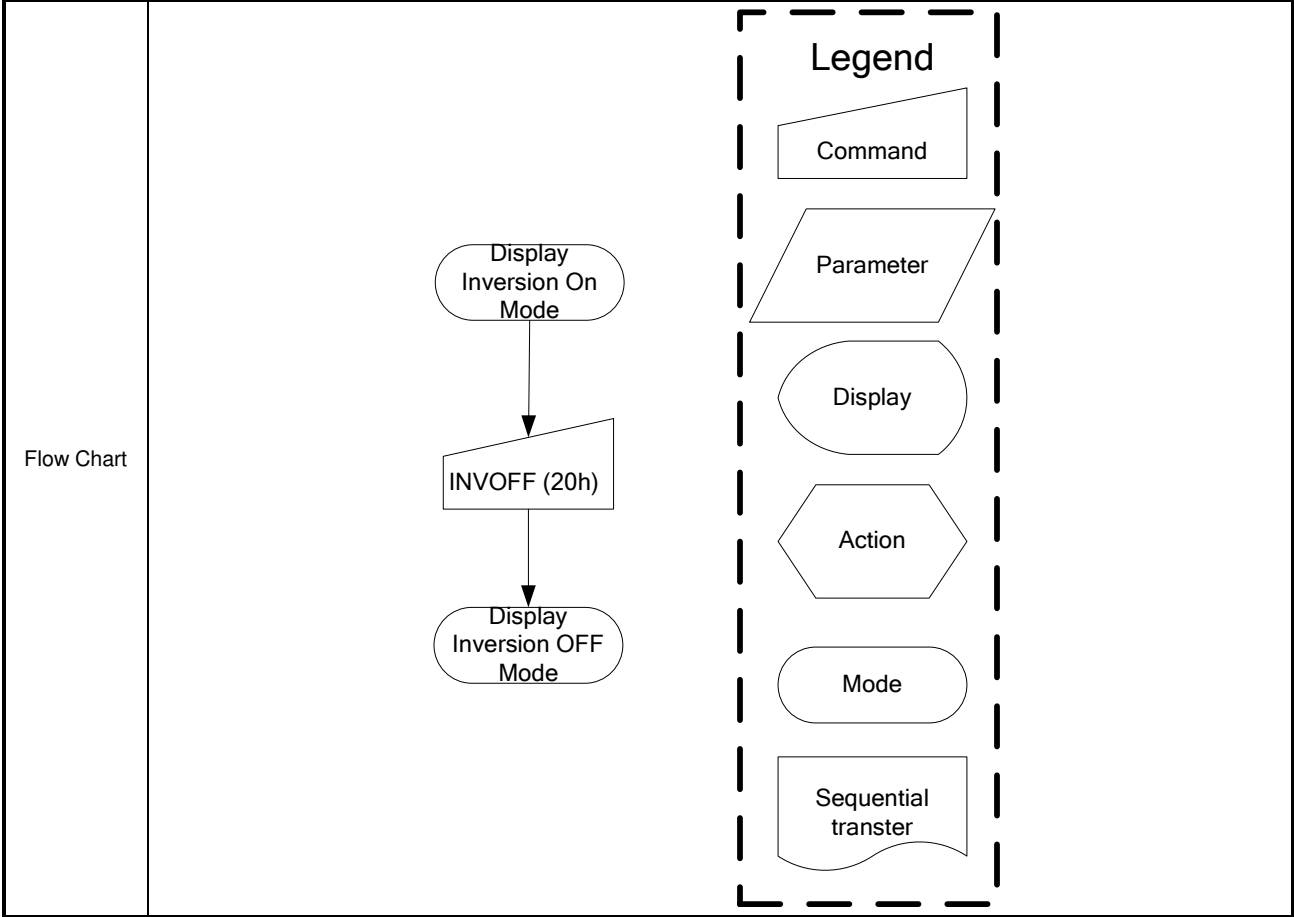 Flow Chart
Display
Inversion On
Mode
INVOFF (20h)
Display
Inversion OFF
Mode
Legend
Command
Parameter
Display
Action
Mode
Sequential
transter